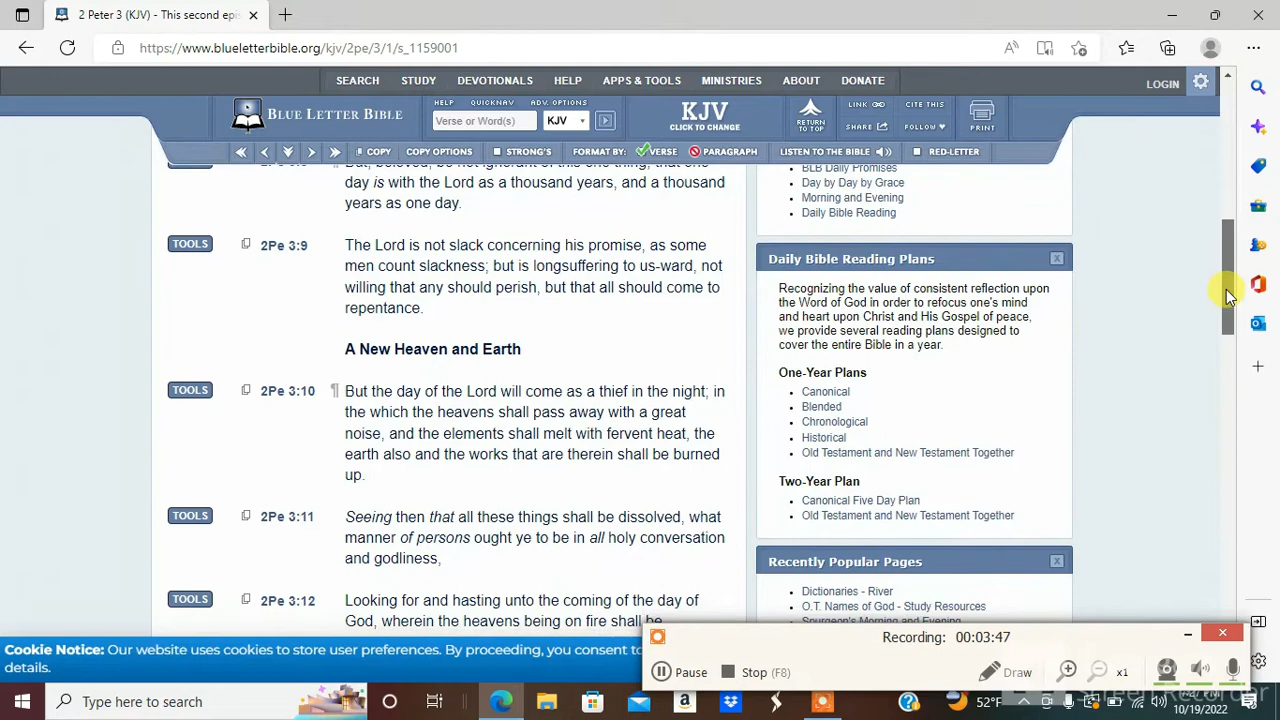 2 Peter 3 (KJV) - This second epis
https://www.blueletterbible.org/kjv/2pe/3/1/s_1159001
SEARCH STUDY DEVOTIONALS HELP APPS & TOOLS MINISTRIES ABOUT DONATE LOGIN
BLUE LETTER BIBLE
HELP QUICKNAV ADV. OPTIONS
Verse or Word(s) KJV
KJV
CLICK TO CHANGE
RETURN
TO TOP
LINK CITE THIS
SHARE FOLLOW PRINT
COPY COPY OPTIONS STRONG'S FORMAT BY: VERSE PARAGRAPH LISTEN TO THE BIBLE RED-LETTER
But, beloved, be not ignorant of this one thing, that one
day is with the Lord as a thousand years, and a thousand
years as one day.
TOOLS 2Pe 3:9 The Lord is not slack concerning his promise, as some
men count slackness; but is longsuffering to us-ward, not
willing that any should perish, but that all should come to
repentance.
A New Heaven and Earth
TOOLS 2Pe 3:10 ¶ But the day of the Lord will come as a thief in the night; in
the which the heavens shall pass away with a great
noise, and the elements shall melt with fervent heat, the
earth also and the works that are therein shall be burned
up.
TOOLS 2Pe 3:11 Seeing then that all these things shall be dissolved, what
manner of persons ought ye to be in all holy conversation
and godliness,
TOOLS 2Pe 3:12 Looking for and hasting unto the coming of the day of
God, wherein the heavens being on fire shall be
BLB Daily Promises
Day by Day by Grace
Morning and Evening
Daily Bible Reading
Daily Bible Reading Plans
Recognizing the value of consistent reflection upon
the Word of God in order to refocus one's mind
and heart upon Christ and His Gospel of peace,
we provide several reading plans designed to
cover the entire Bible in a year.
One-Year Plans
Canonical
Blended
Chronological
Historical
Old Testament and New Testament Together
Two-Year Plan
Canonical Five Day Plan
Old Testament and New Testament Together
Recently Popular Pages
Dictionaries - River
O.T. Names of God - Study Resources
Spurgeon's Morning and Evening
Cookie Notice: Our website uses cookies to store user preferences. By proceeding, you consent to
details.
Recording: 00:03:47
Pause Stop (F8) Draw x1
Type here to search
52°F
10/19/2022
Screen Recorder